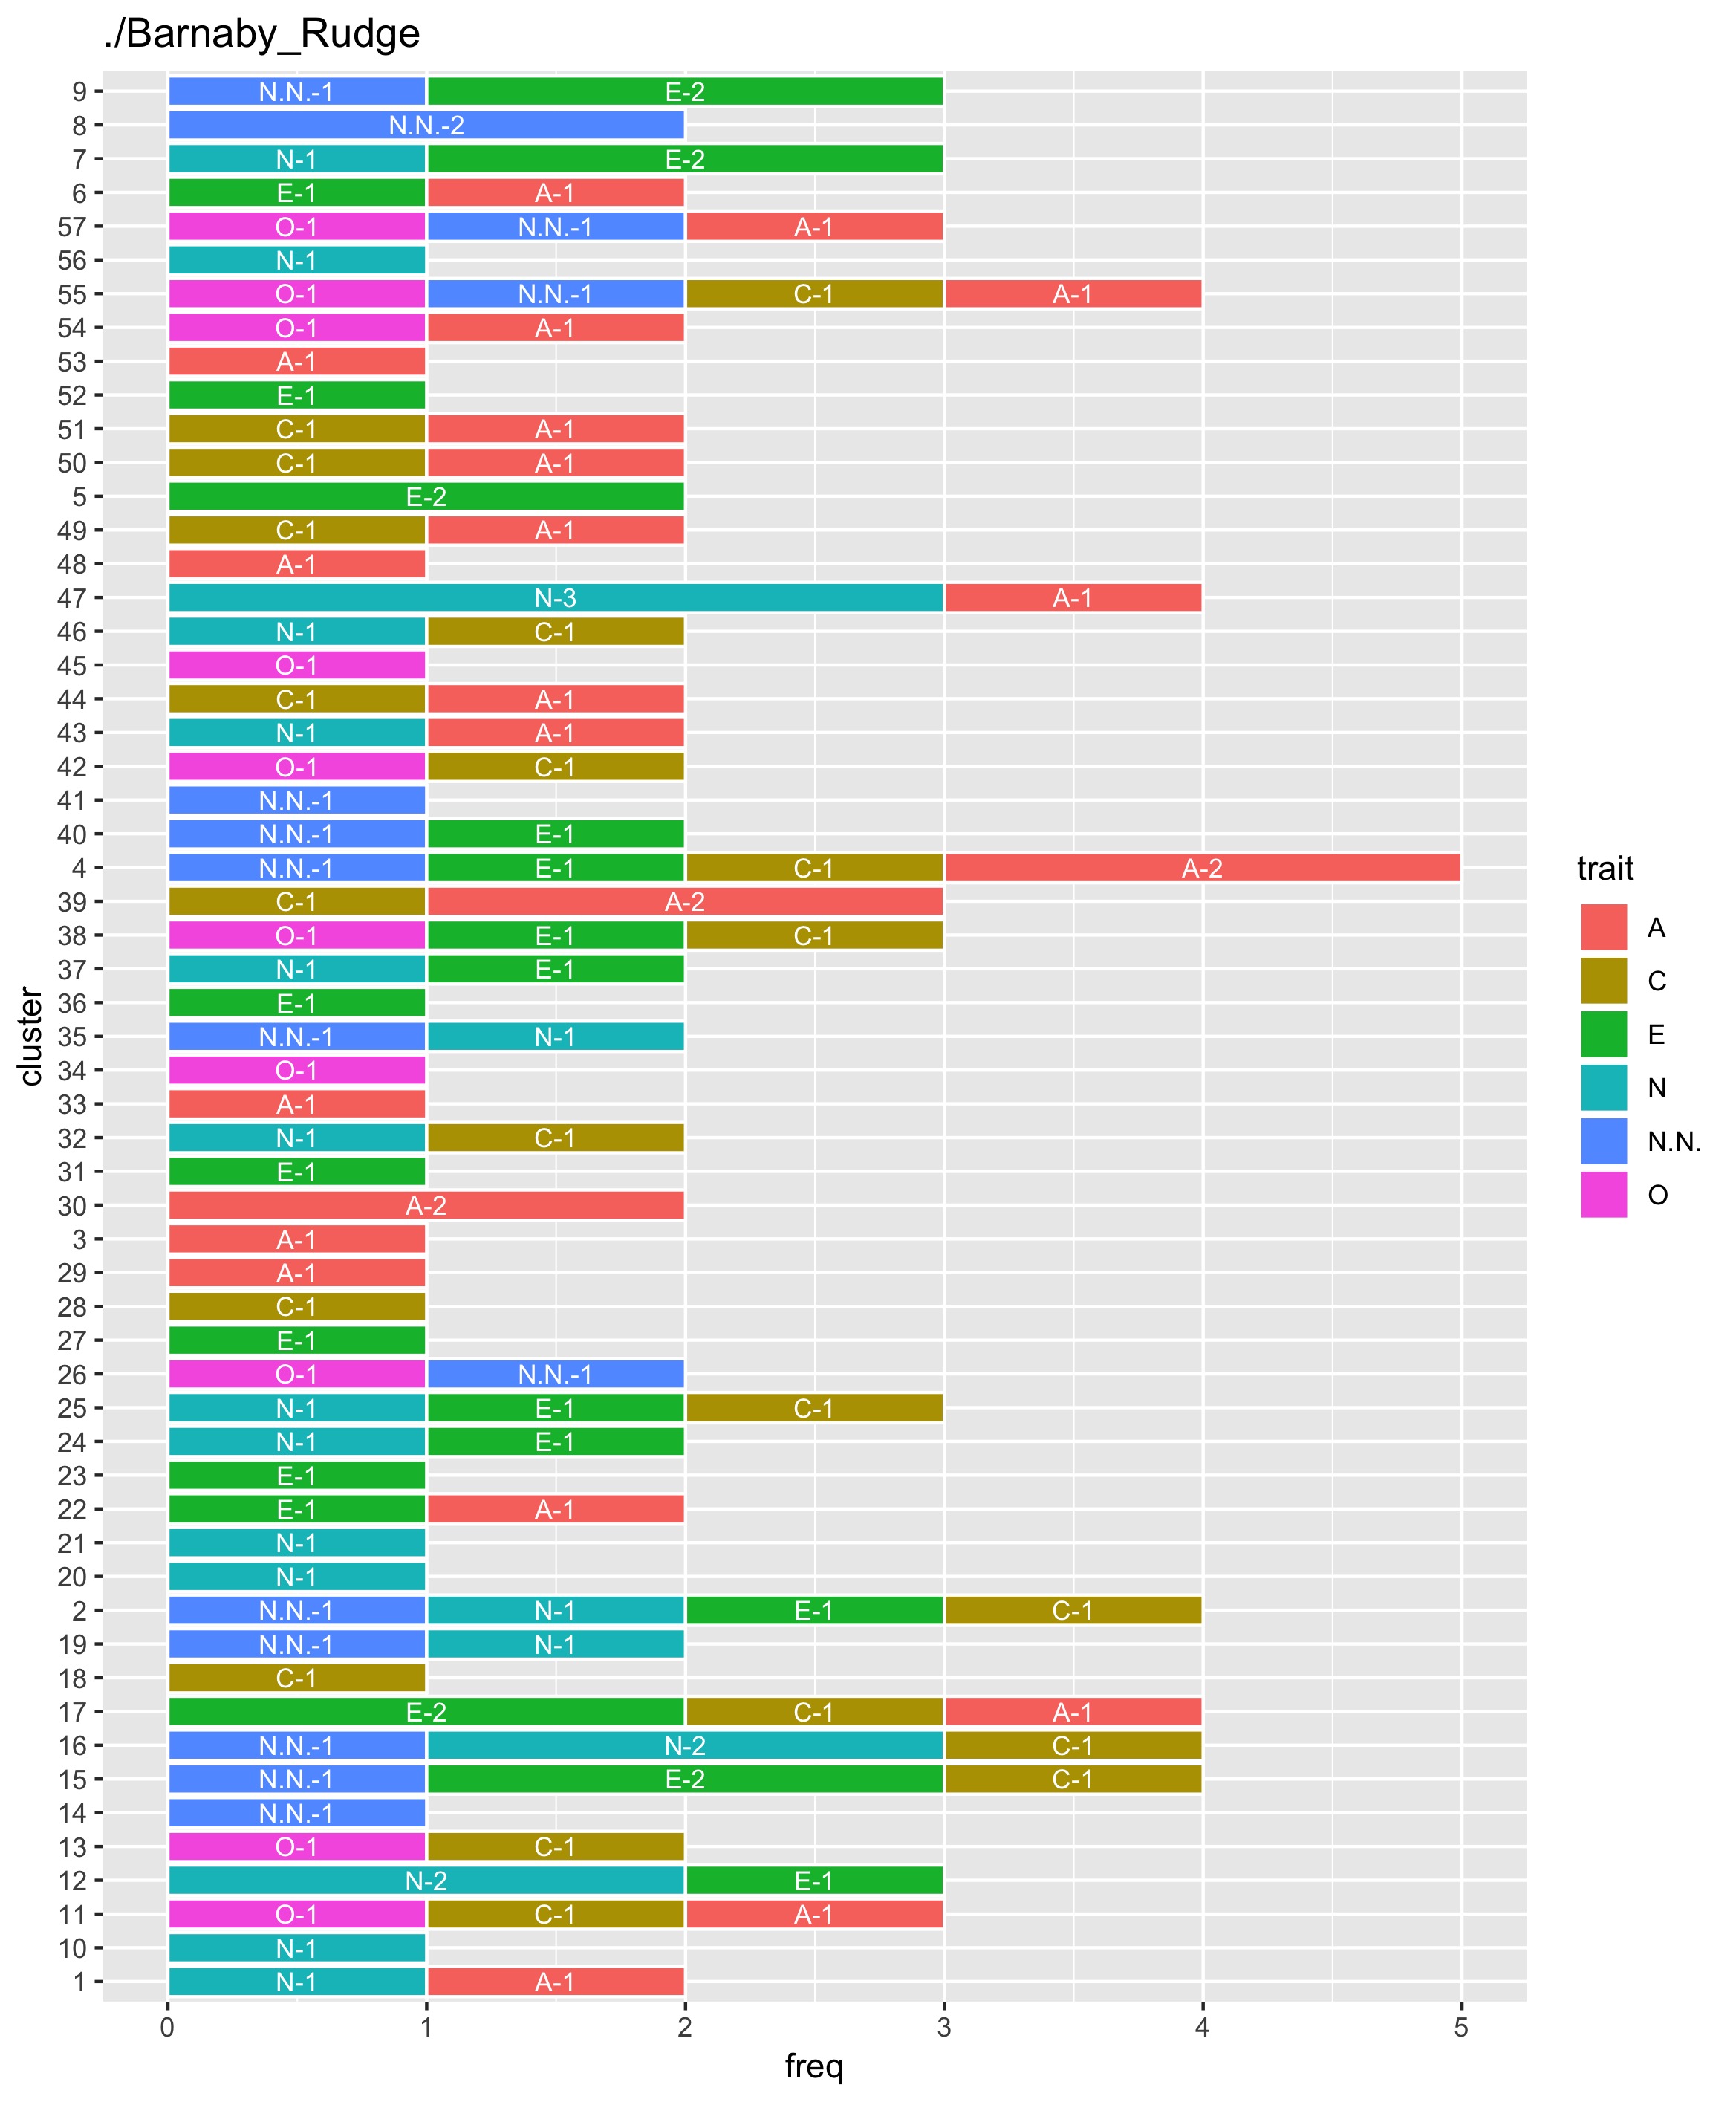 ./Barnaby_Rudge
9 N.N.-1 E-2
8 N.N.-2
7 N-1 E-2
6 E-1 A-1
57 O-1 N.N.-1 A-1
56 N-1
55 O-1 N.N.-1 C-1 A-1
54 O-1 A-1
53 A-1
52 E-1
51 C-1 A-1
50 C-1 A-1
5 E-2
49 C-1 A-1
48 A-1
47 N-3 A-1
46 N-1 C-1
45 O-1
44 C-1 A-1
43 N-1 A-1
42 O-1 C-1
41 N.N.-1
40 N.N.-1 E-1
4 N.N.-1 E-1 C-1 A-2
39 C-1 A-2
38 O-1 E-1 C-1
37 N-1 E-1
36 E-1
35 N.N.-1 N-1
34 O-1
33 A-1
32 N-1 C-1
31 E-1
30 A-2
3 A-1
29 A-1
28 C-1
27 E-1
26 O-1 N.N.-1
25 N-1 E-1 C-1
24 N-1 E-1
23 E-1
22 E-1 A-1
21 N-1
20 N-1
2 N.N.-1 N-1 E-1 C-1
19 N.N.-1 N-1
18 C-1
17 E-2 C-1 A-1
16 N.N.-1 N-2 C-1
15 N.N.-1 E-2 C-1
14 N.N.-1
13 O-1 C-1
12 N-2 E-1
11 O-1 C-1 A-1
10 N-1
1 N-1 A-1
0 1 2 3 4 5
freq
cluster
trait
A
C
E
N
N.N.
O